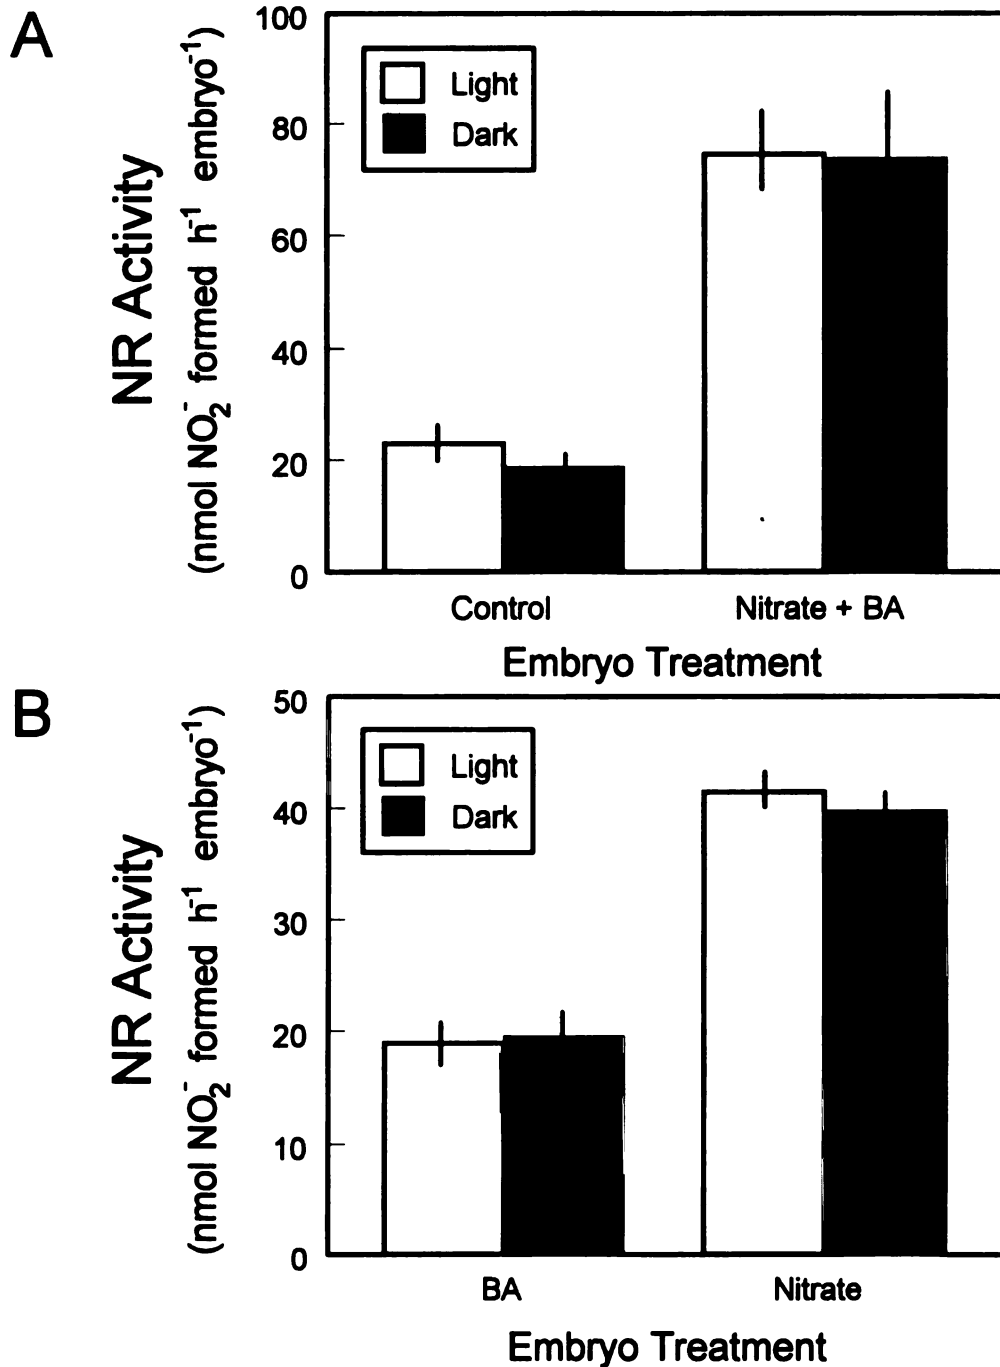 A
NR Activity
(nmol NO₂⁻ formed h⁻¹ embryo⁻¹)
100
80
60
40
20
0
Light
Dark
Control
Nitrate + BA
Embryo Treatment
B
NR Activity
(nmol NO₂⁻ formed h⁻¹ embryo⁻¹)
50
40
30
20
10
0
Light
Dark
BA
Nitrate
Embryo Treatment